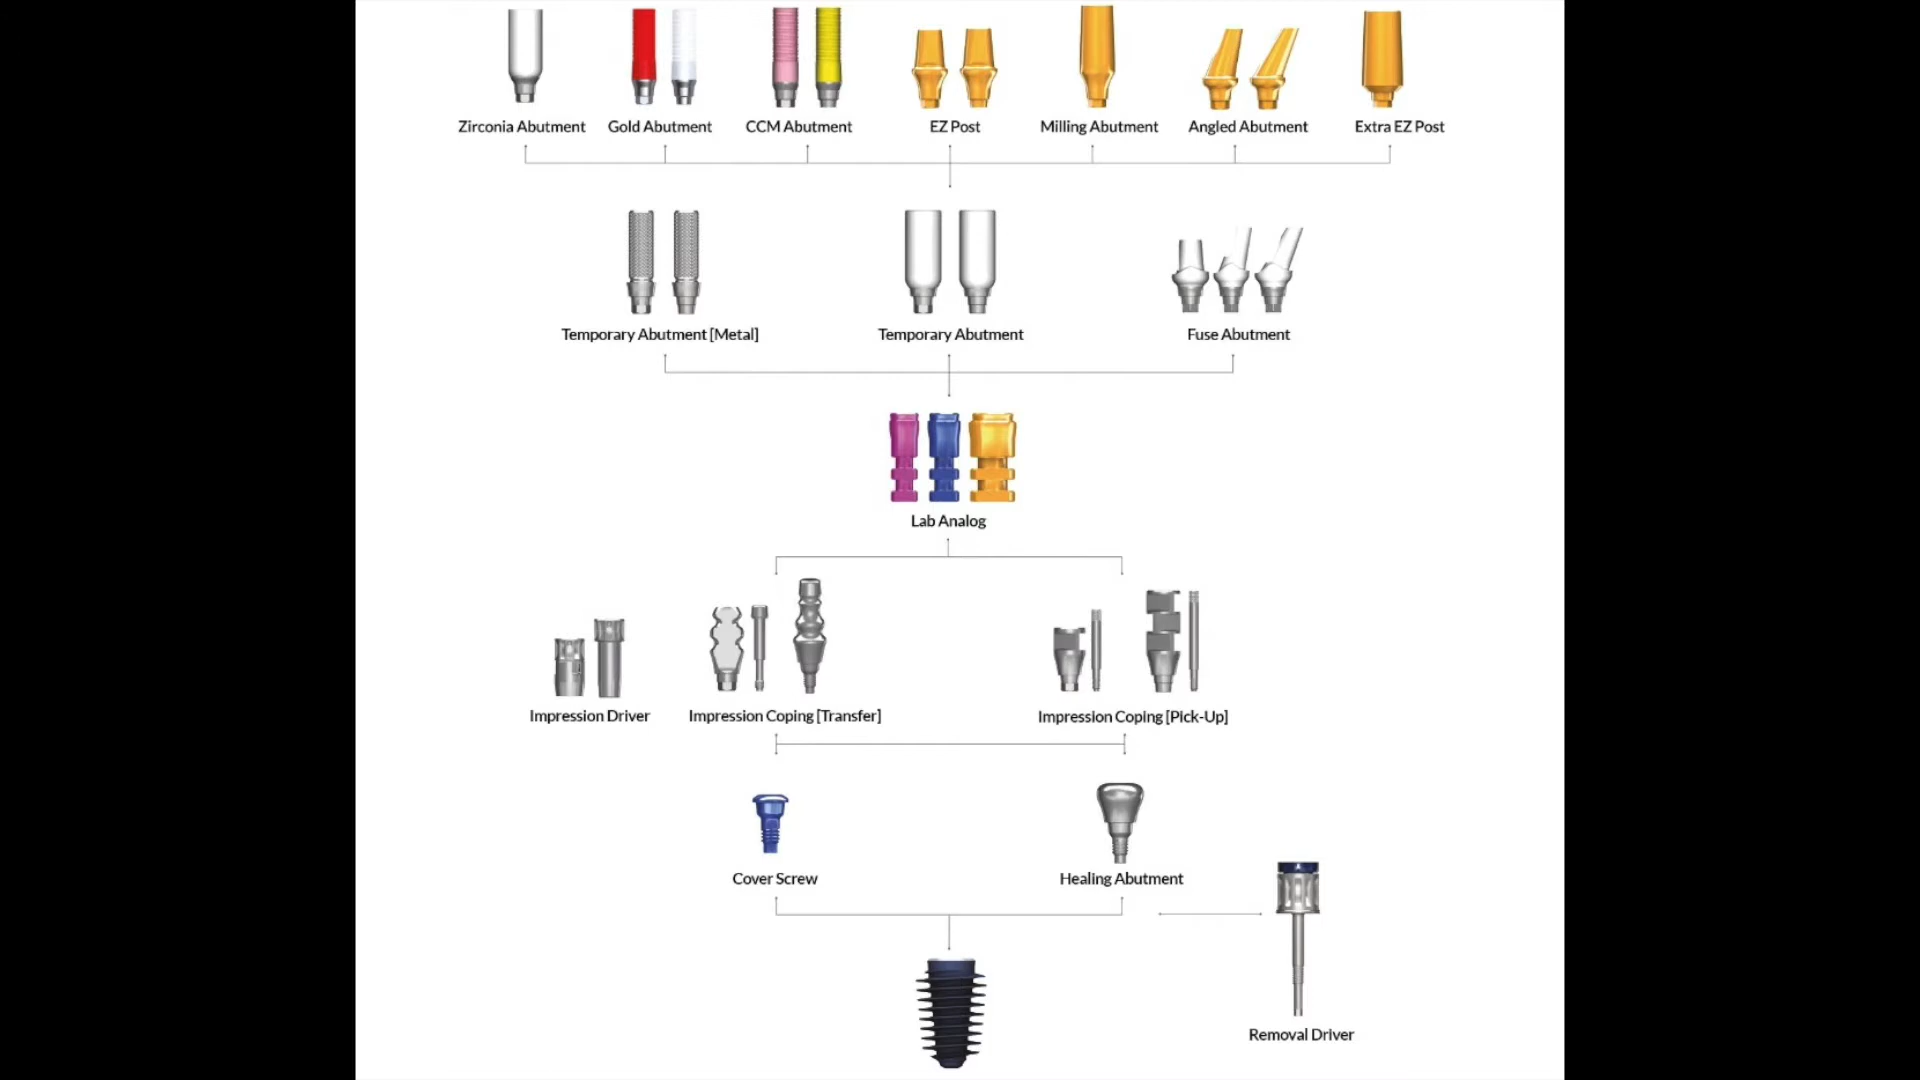 Zirconia Abutment
Gold Abutment
CCM Abutment
EZ Post
Milling Abutment
Angled Abutment
Extra EZ Post
Temporary Abutment [Metal]
Temporary Abutment
Fuse Abutment
Lab Analog
Impression Driver
Impression Coping [Transfer]
Impression Coping [Pick-Up]
Cover Screw
Healing Abutment
Removal Driver